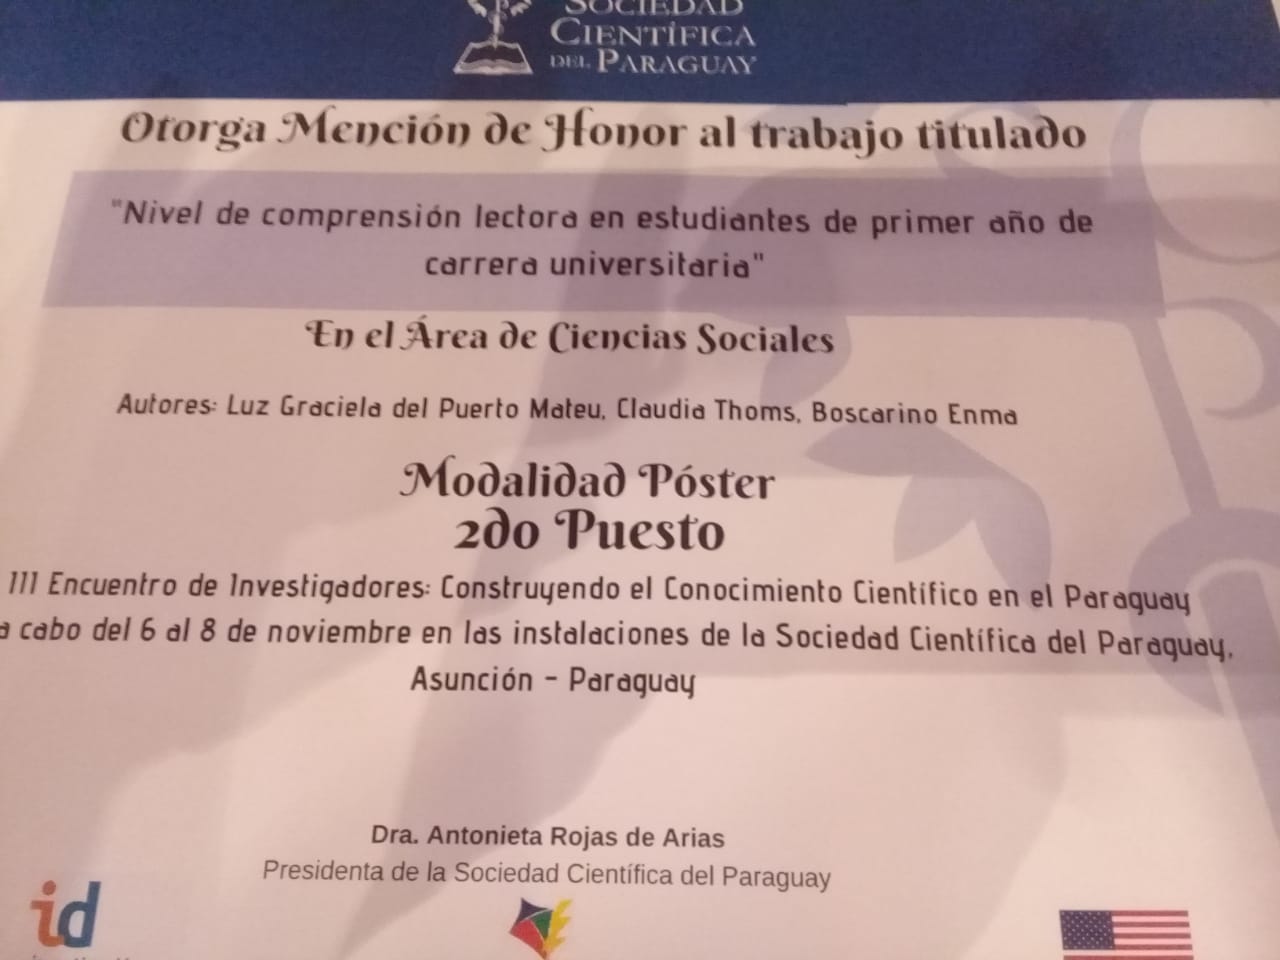 SOCIEDAD
CIENTÍFICA
DEL PARAGUAY
Otorga Mención de Honor al trabajo titulado
"Nivel de comprensión lectora en estudiantes de primer año de
carrera universitaria"
En el Área de Ciencias Sociales
Autores: Luz Graciela del Puerto Mateu, Claudia Thoms, Boscarino Enma
Modalidad Póster
2do Puesto
III Encuentro de Investigadores: Construyendo el Conocimiento Científico en el Paraguay
a cabo del 6 al 8 de noviembre en las instalaciones de la Sociedad Científica del Paraguay,
Asunción - Paraguay
Dra. Antonieta Rojas de Arias
Presidenta de la Sociedad Científica del Paraguay
id